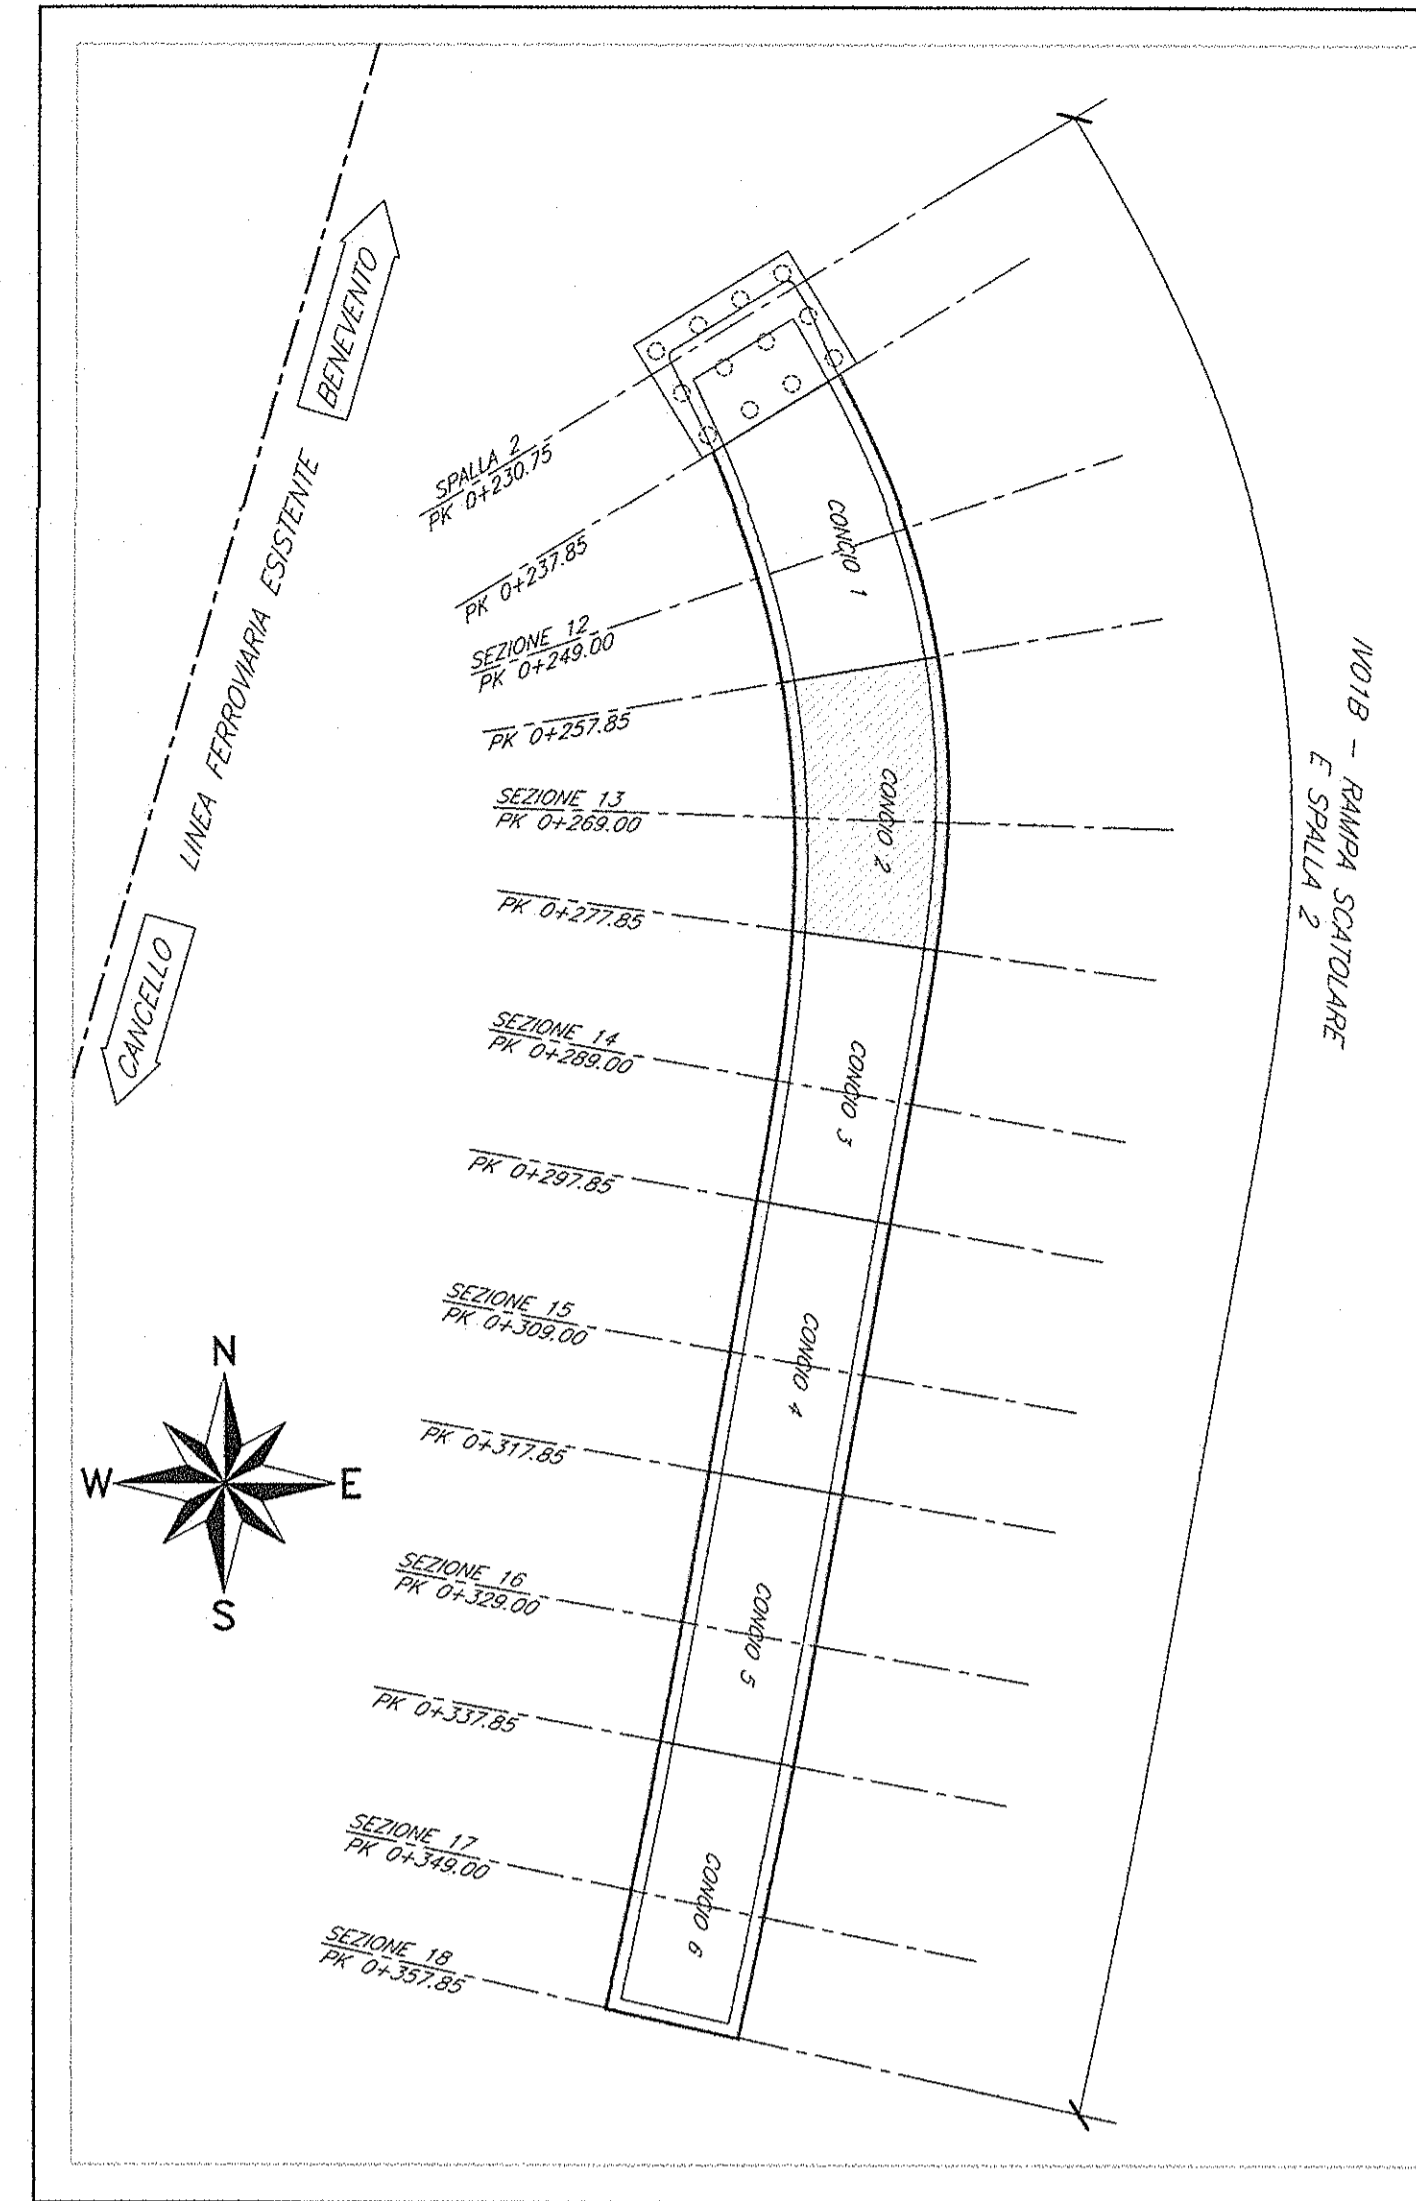 BENEVENTO
LINEA FERROVIARIA ESISTENTE
CANCELLO
SPALLA 2
PK 0+230.75
PK 0+237.85
SEZIONE 12
PK 0+249.00
PK 0+257.85
SEZIONE 13
PK 0+269.00
PK 0+277.85
SEZIONE 14
PK 0+289.00
PK 0+297.85
SEZIONE 15
PK 0+309.00
PK 0+317.85
SEZIONE 16
PK 0+329.00
PK 0+337.85
SEZIONE 17
PK 0+349.00
SEZIONE 18
PK 0+357.85
CONCIO 1
CONCIO 2
CONCIO 3
CONCIO 4
CONCIO 5
CONCIO 6
IV01B - RAMPA SCATOLARE
E SPALLA 2
N
W E
S